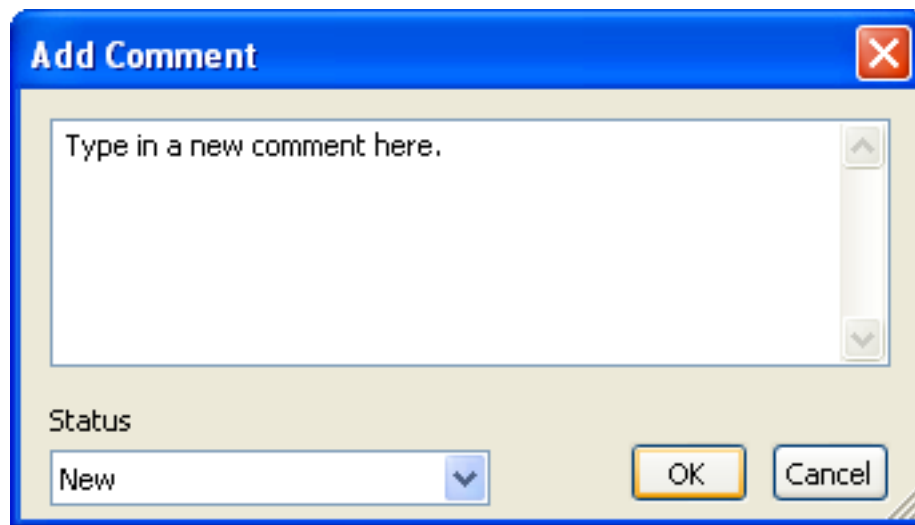 Add Comment
Type in a new comment here.
Status
New
OK
Cancel